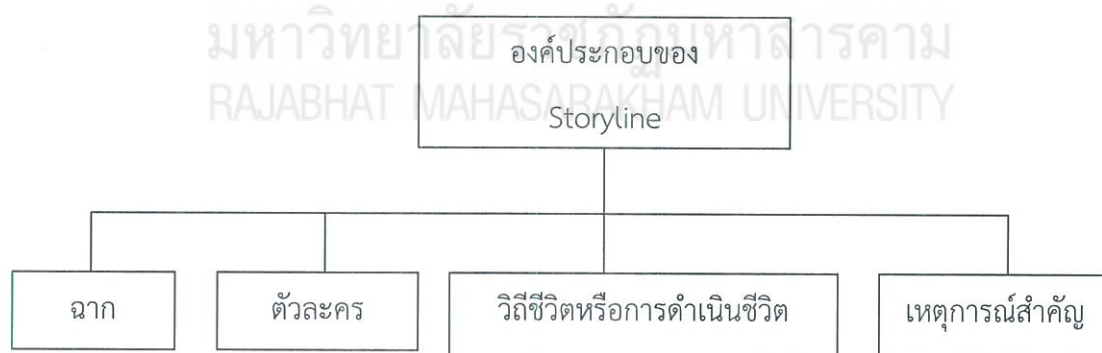 มหาวิทยาลัยราชภัฏมหาสารคาม
RAJABHAT MAHASARAKHAM UNIVERSITY
องค์ประกอบของ
Storyline
ฉาก
ตัวละคร
วิถีชีวิตหรือการดำเนินชีวิต
เหตุการณ์สำคัญ